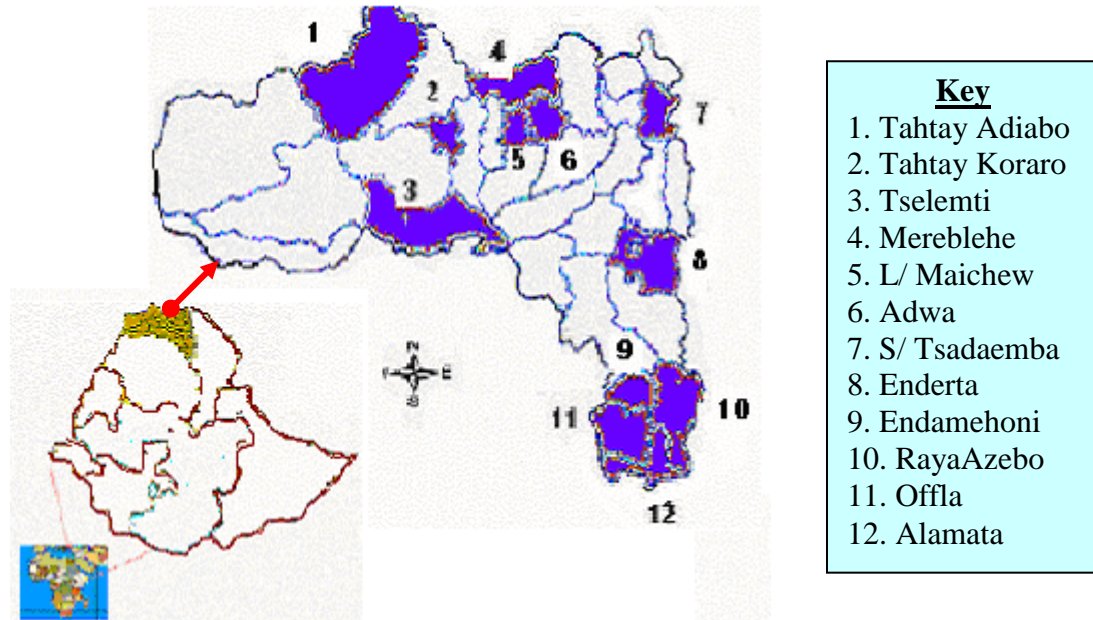 1
4
2
7
5
6
3
8
9
N
E
S
11
10
12
Key
1. Tahtay Adiabo
2. Tahtay Koraro
3. Tselemti
4. Mereblehe
5. L/ Maichew
6. Adwa
7. S/ Tsadaemba
8. Enderta
9. Endamehoni
10. RayaAzebo
11. Offla
12. Alamata